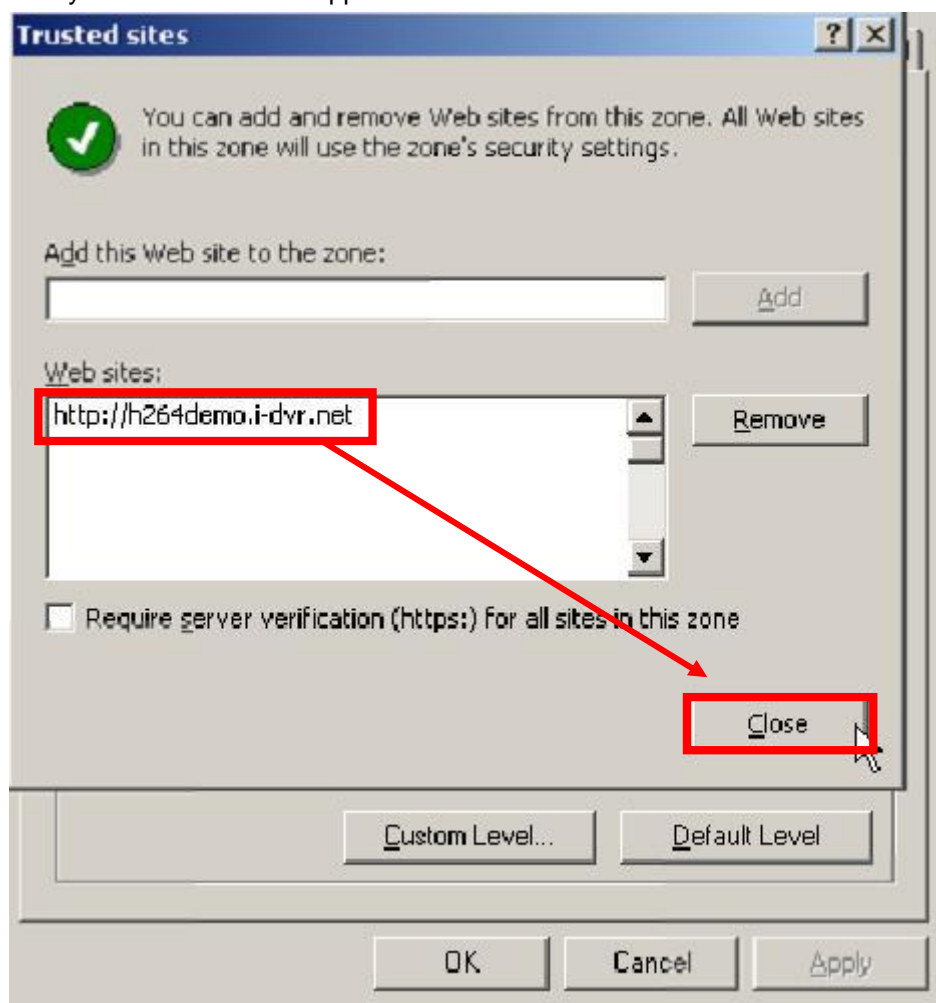 Trusted sites
You can add and remove Web sites from this zone. All Web sites
in this zone will use the zone's security settings.
Add this Web site to the zone:
Add
Web sites:
http://h264demo.i-dvr.net
Remove
Require server verification (https:) for all sites in this zone
Close
Custom Level...
Default Level
OK
Cancel
Apply